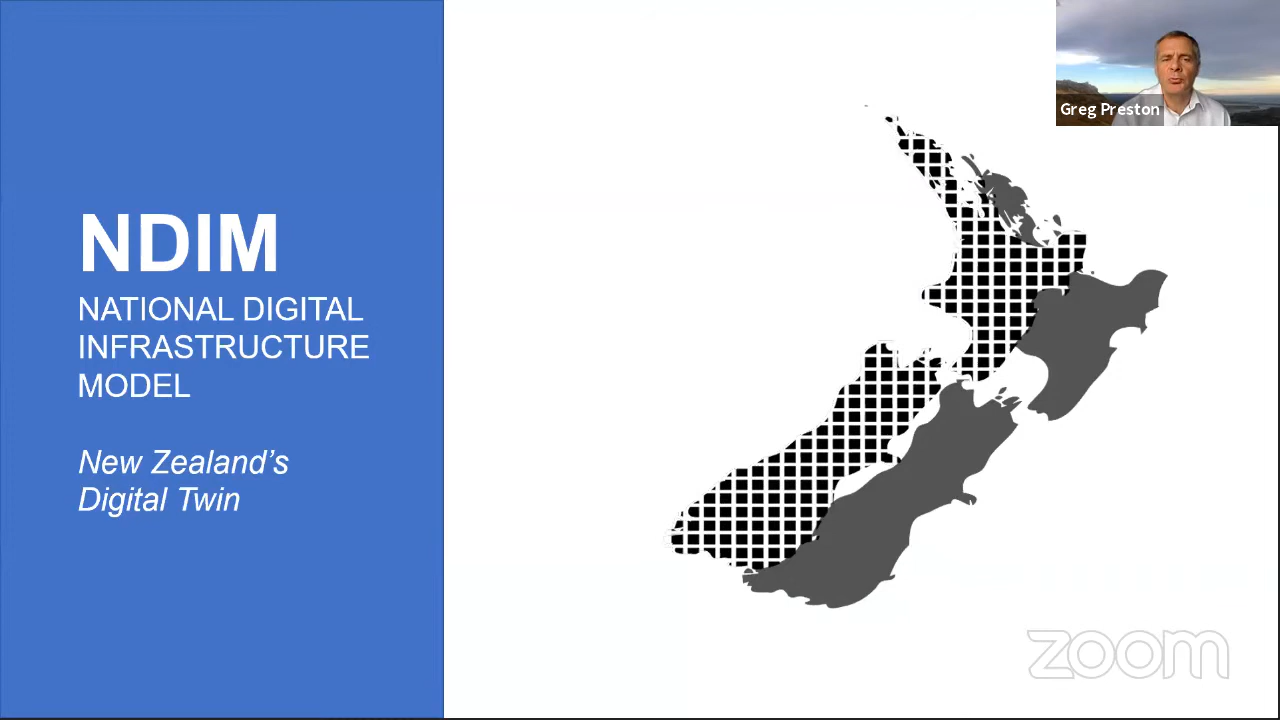 NDIM
NATIONAL DIGITAL
INFRASTRUCTURE
MODEL
New Zealand's
Digital Twin
Greg Preston
zoom